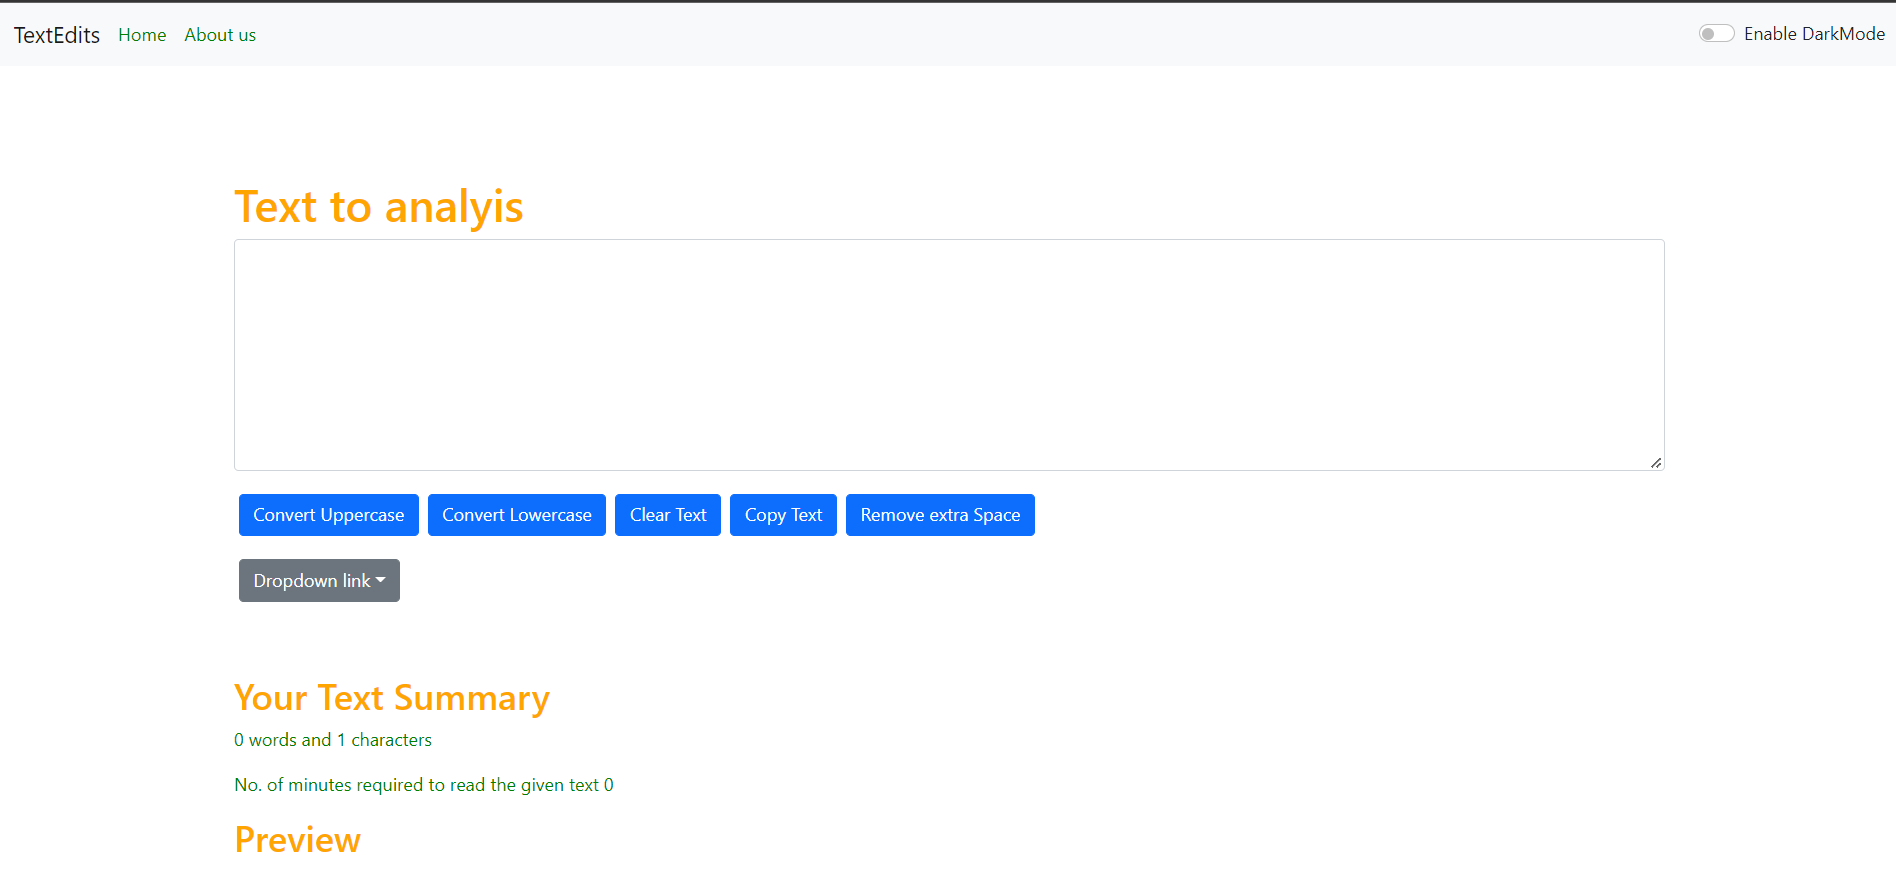 TextEdits Home About us Enable DarkMode
Text to analyis
Convert Uppercase Convert Lowercase Clear Text Copy Text Remove extra Space
Dropdown link
Your Text Summary
0 words and 1 characters
No. of minutes required to read the given text 0
Preview